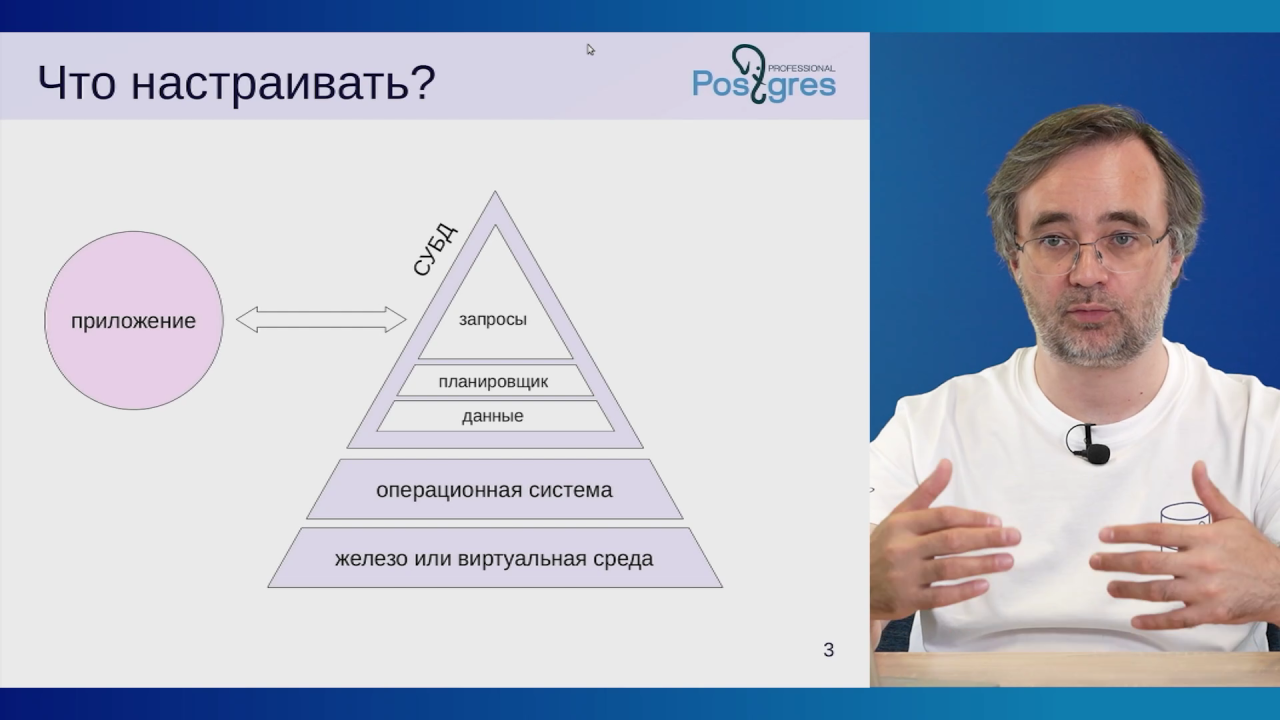 Что настраивать?
PROFESSIONAL
Postgres
СУБД
приложение
запросы
планировщик
данные
операционная система
железо или виртуальная среда
3